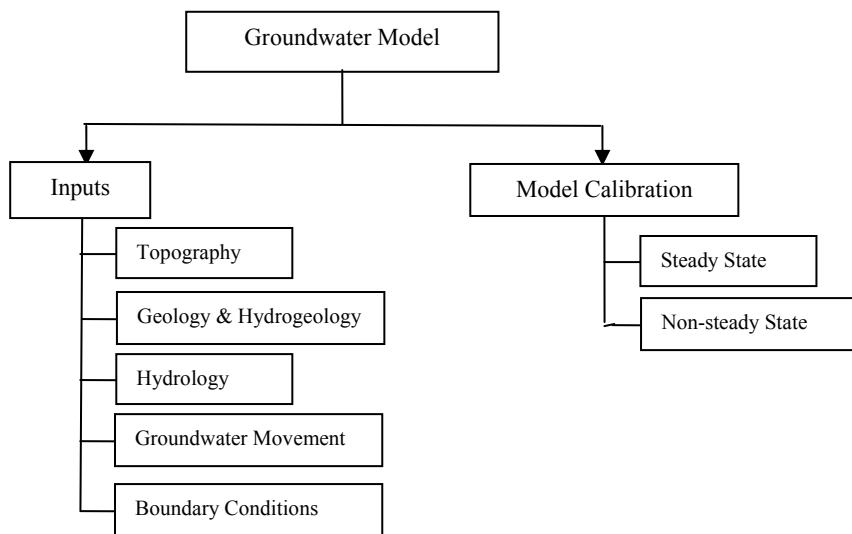 Groundwater Model
Inputs
Topography
Geology & Hydrogeology
Hydrology
Groundwater Movement
Boundary Conditions
Model Calibration
Steady State
Non-steady State